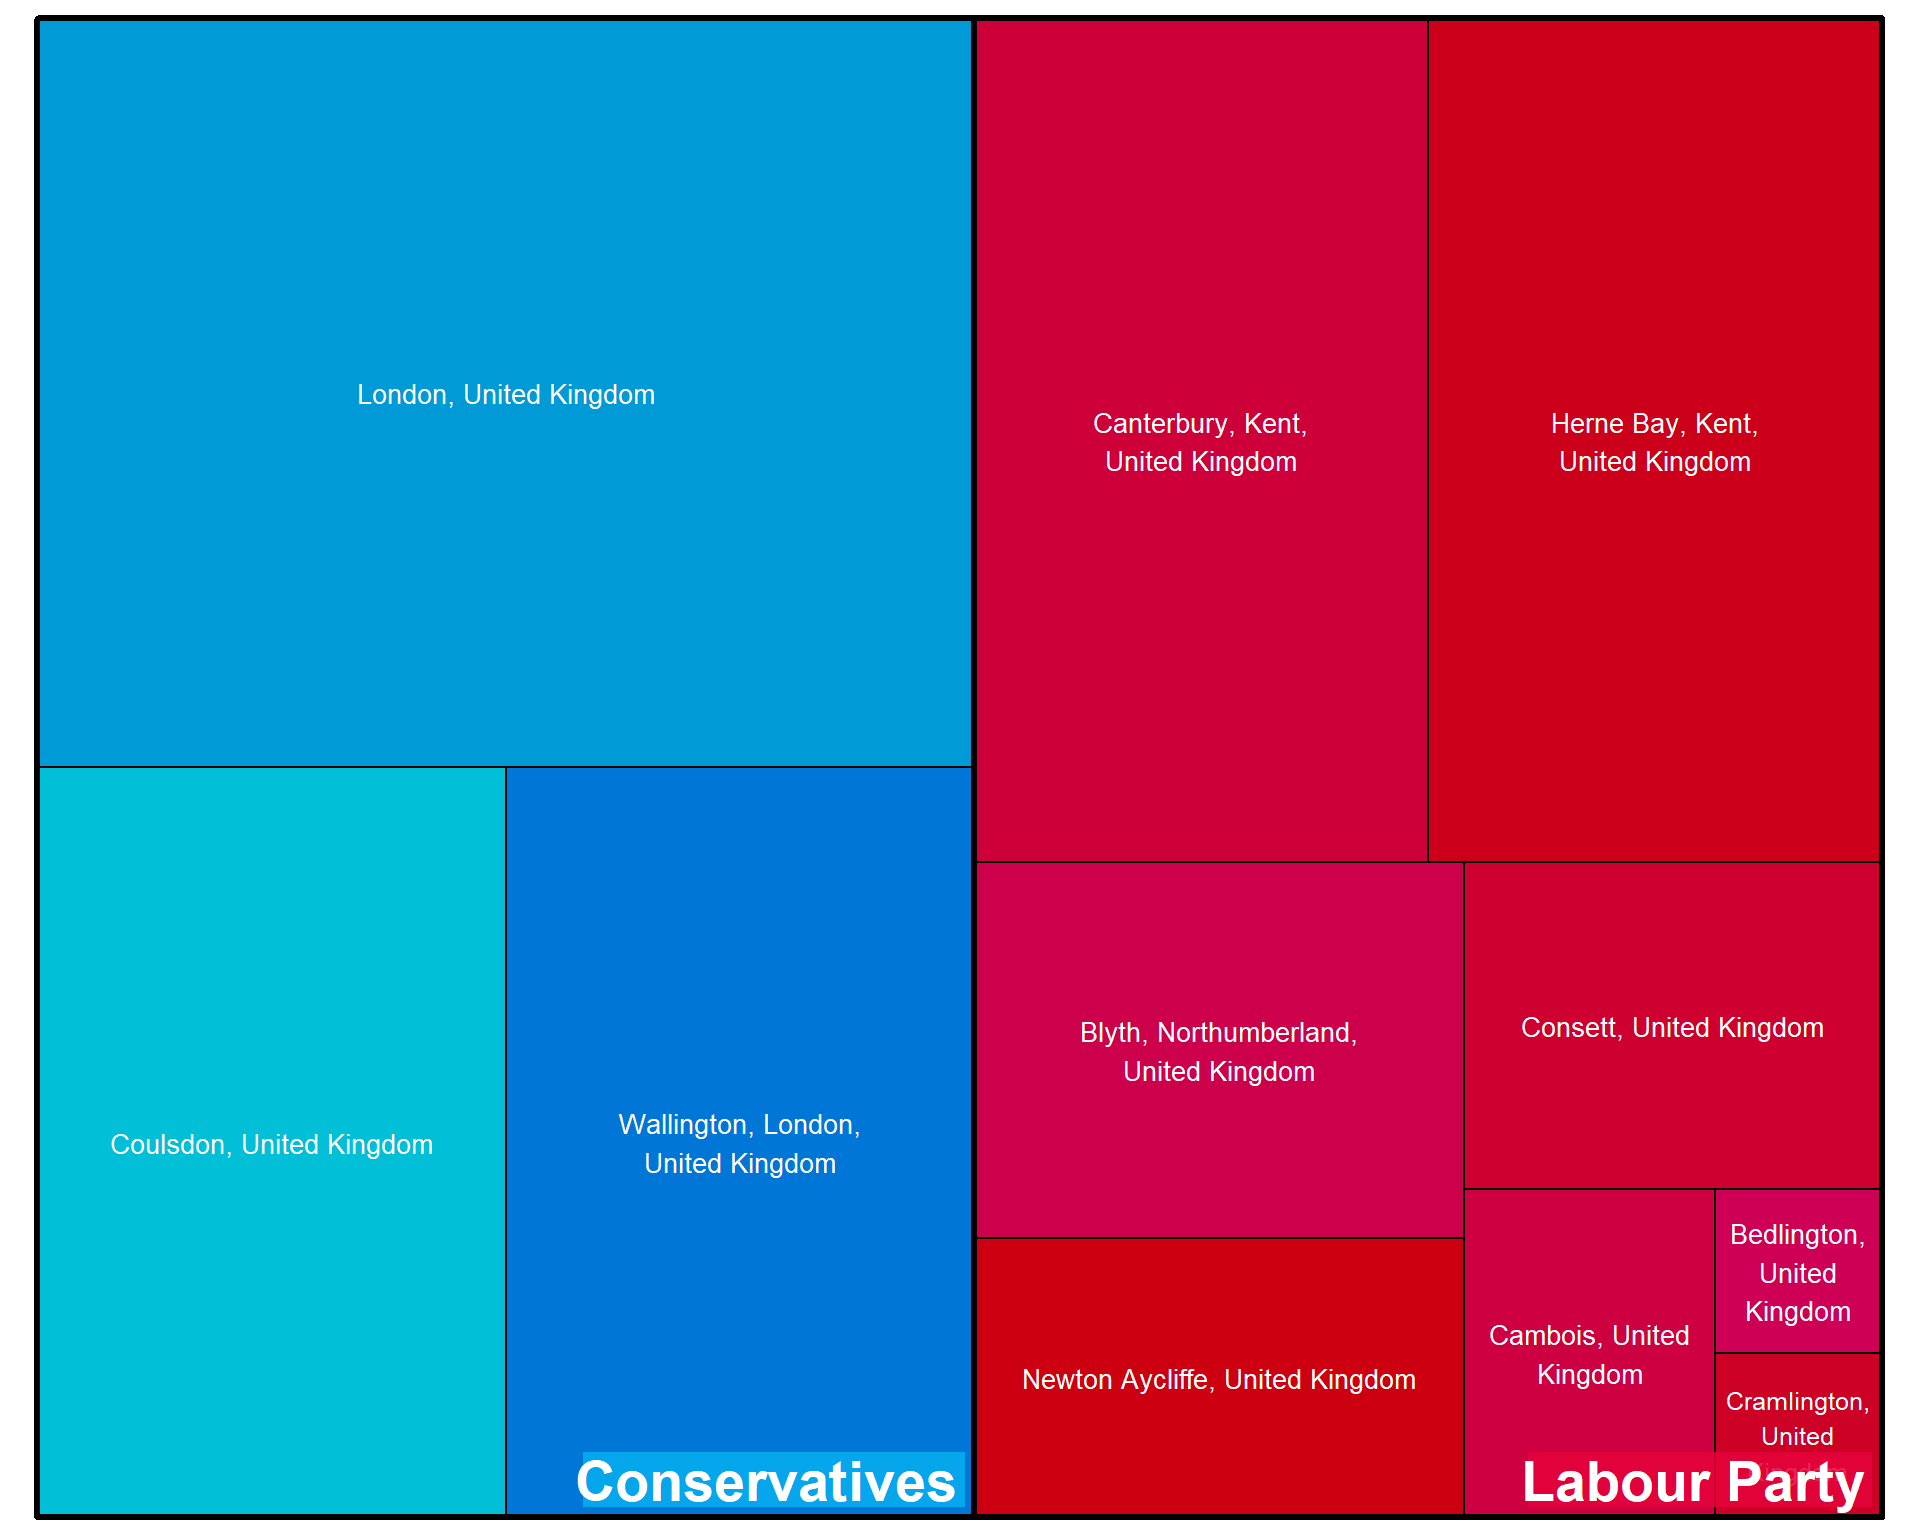 London, United Kingdom
Canterbury, Kent,
United Kingdom
Herne Bay, Kent,
United Kingdom
Coulsdon, United Kingdom
Wallington, London,
United Kingdom
Blyth, Northumberland,
United Kingdom
Consett, United Kingdom
Newton Aycliffe, United Kingdom
Cambois, United
Kingdom
Bedlington,
United
Kingdom
Cramlington,
United
Kingdom
Conservatives
Labour Party